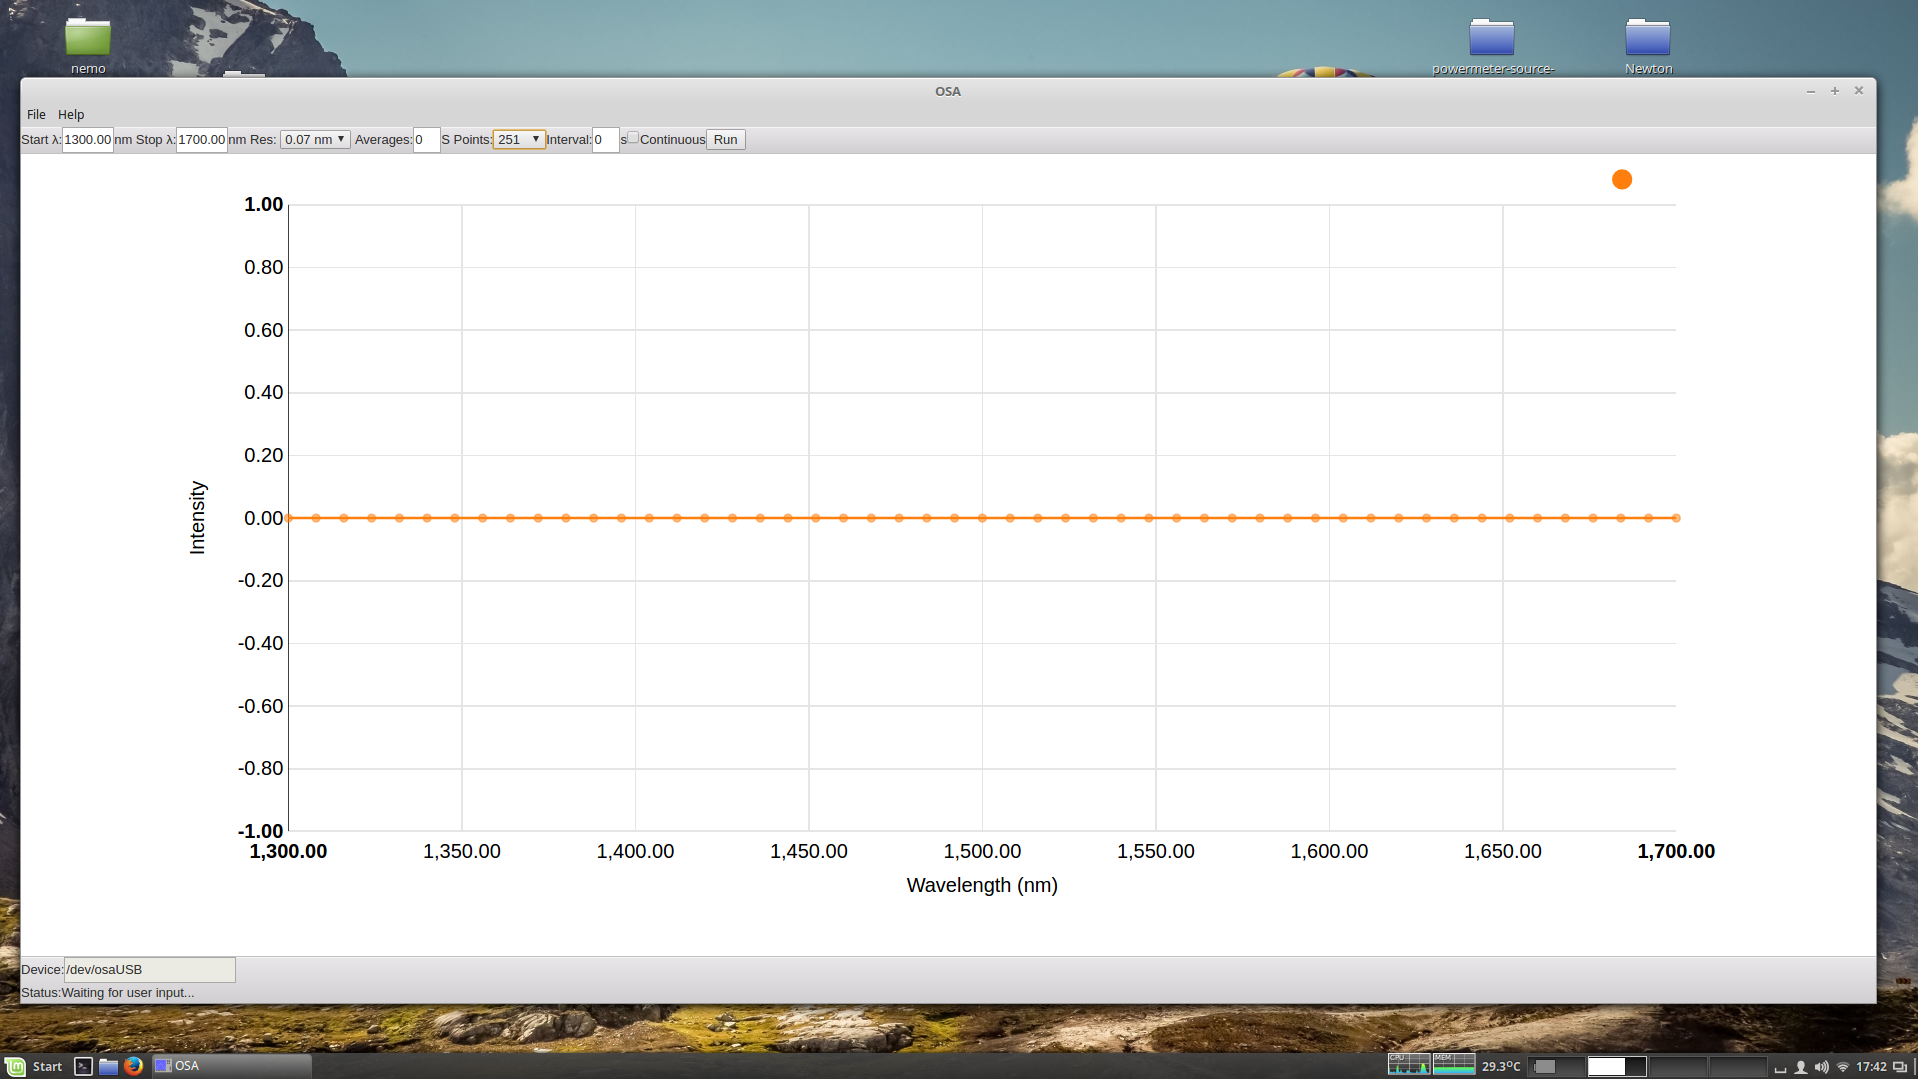 nemo
powermeter-source-
Newton
OSA
File Help
Start λ: 1300.00 nm Stop λ: 1700.00 nm Res: 0.07 nm Averages: 0 S Points: 251 Interval: 0 s Continuous Run
1.00
0.80
0.60
0.40
0.20
0.00
-0.20
-0.40
-0.60
-0.80
-1.00
Intensity
1,300.00 1,350.00 1,400.00 1,450.00 1,500.00 1,550.00 1,600.00 1,650.00 1,700.00
Wavelength (nm)
Device: /dev/osaUSB
Status:Waiting for user input...
Start OSA CPU MEM 29.3°C 17:42